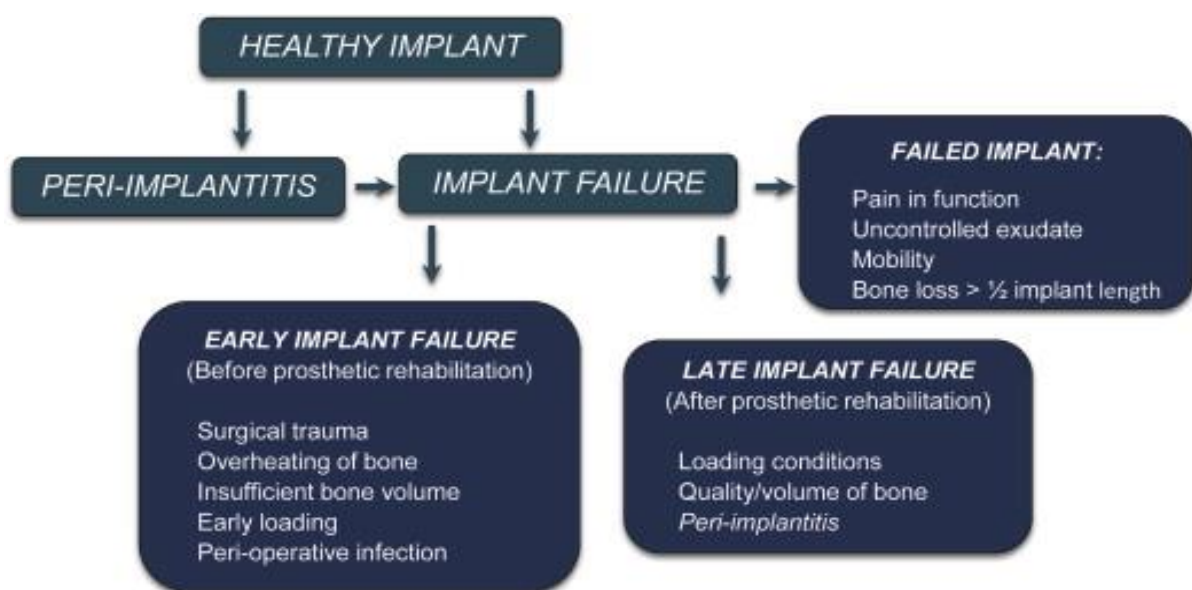 HEALTHY IMPLANT
PERI-IMPLANTITIS
IMPLANT FAILURE
FAILED IMPLANT:
Pain in function
Uncontrolled exudate
Mobility
Bone loss > ½ implant length
EARLY IMPLANT FAILURE
(Before prosthetic rehabilitation)
Surgical trauma
Overheating of bone
Insufficient bone volume
Early loading
Peri-operative infection
LATE IMPLANT FAILURE
(After prosthetic rehabilitation)
Loading conditions
Quality/volume of bone
Peri-implantitis